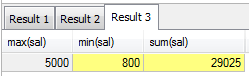 Result 1 Result 2 Result 3
max(sal) min(sal) sum(sal)
5000 800 29025